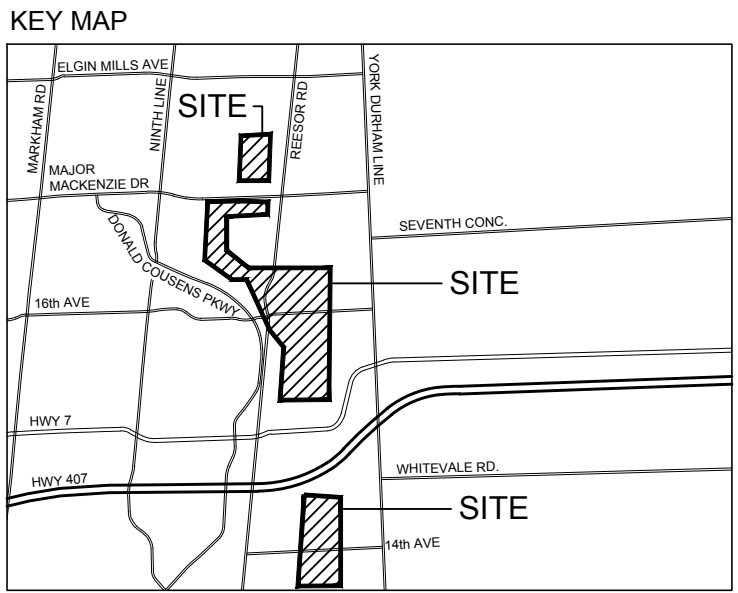 KEY MAP
ELGIN MILLS AVE
MARKHAM RD
NINTH LINE
SITE
REESOR RD
YORK DURHAM LINE
MAJOR
MACKENZIE DR
SEVENTH CONC.
DONALD COUSENS PKWY
SITE
16th AVE
HWY 7
HWY 407
WHITEVALE RD.
SITE
14th AVE